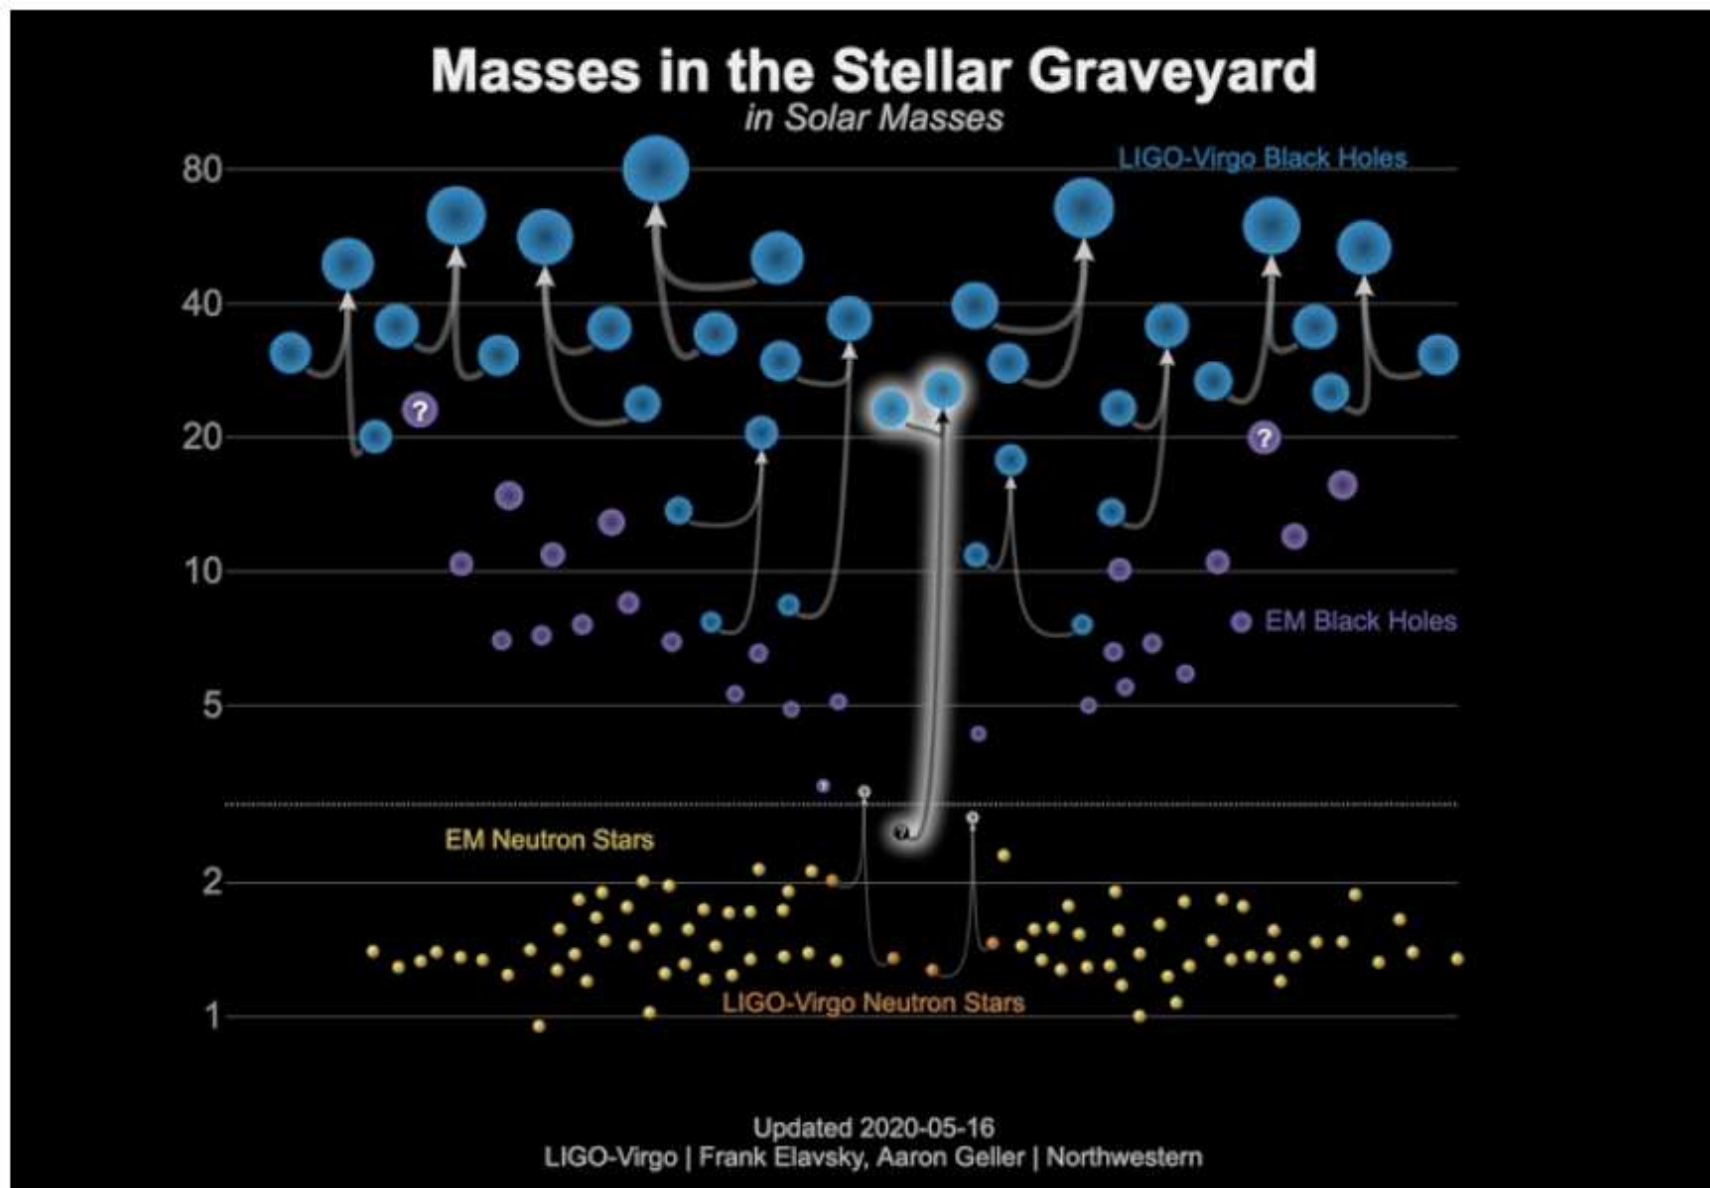 Masses in the Stellar Graveyard
in Solar Masses
LIGO-Virgo Black Holes
80
40
?
20
?
10
EM Black Holes
5
?
?
EM Neutron Stars
2
LIGO-Virgo Neutron Stars
1
Updated 2020-05-16
LIGO-Virgo | Frank Elavsky, Aaron Geller | Northwestern